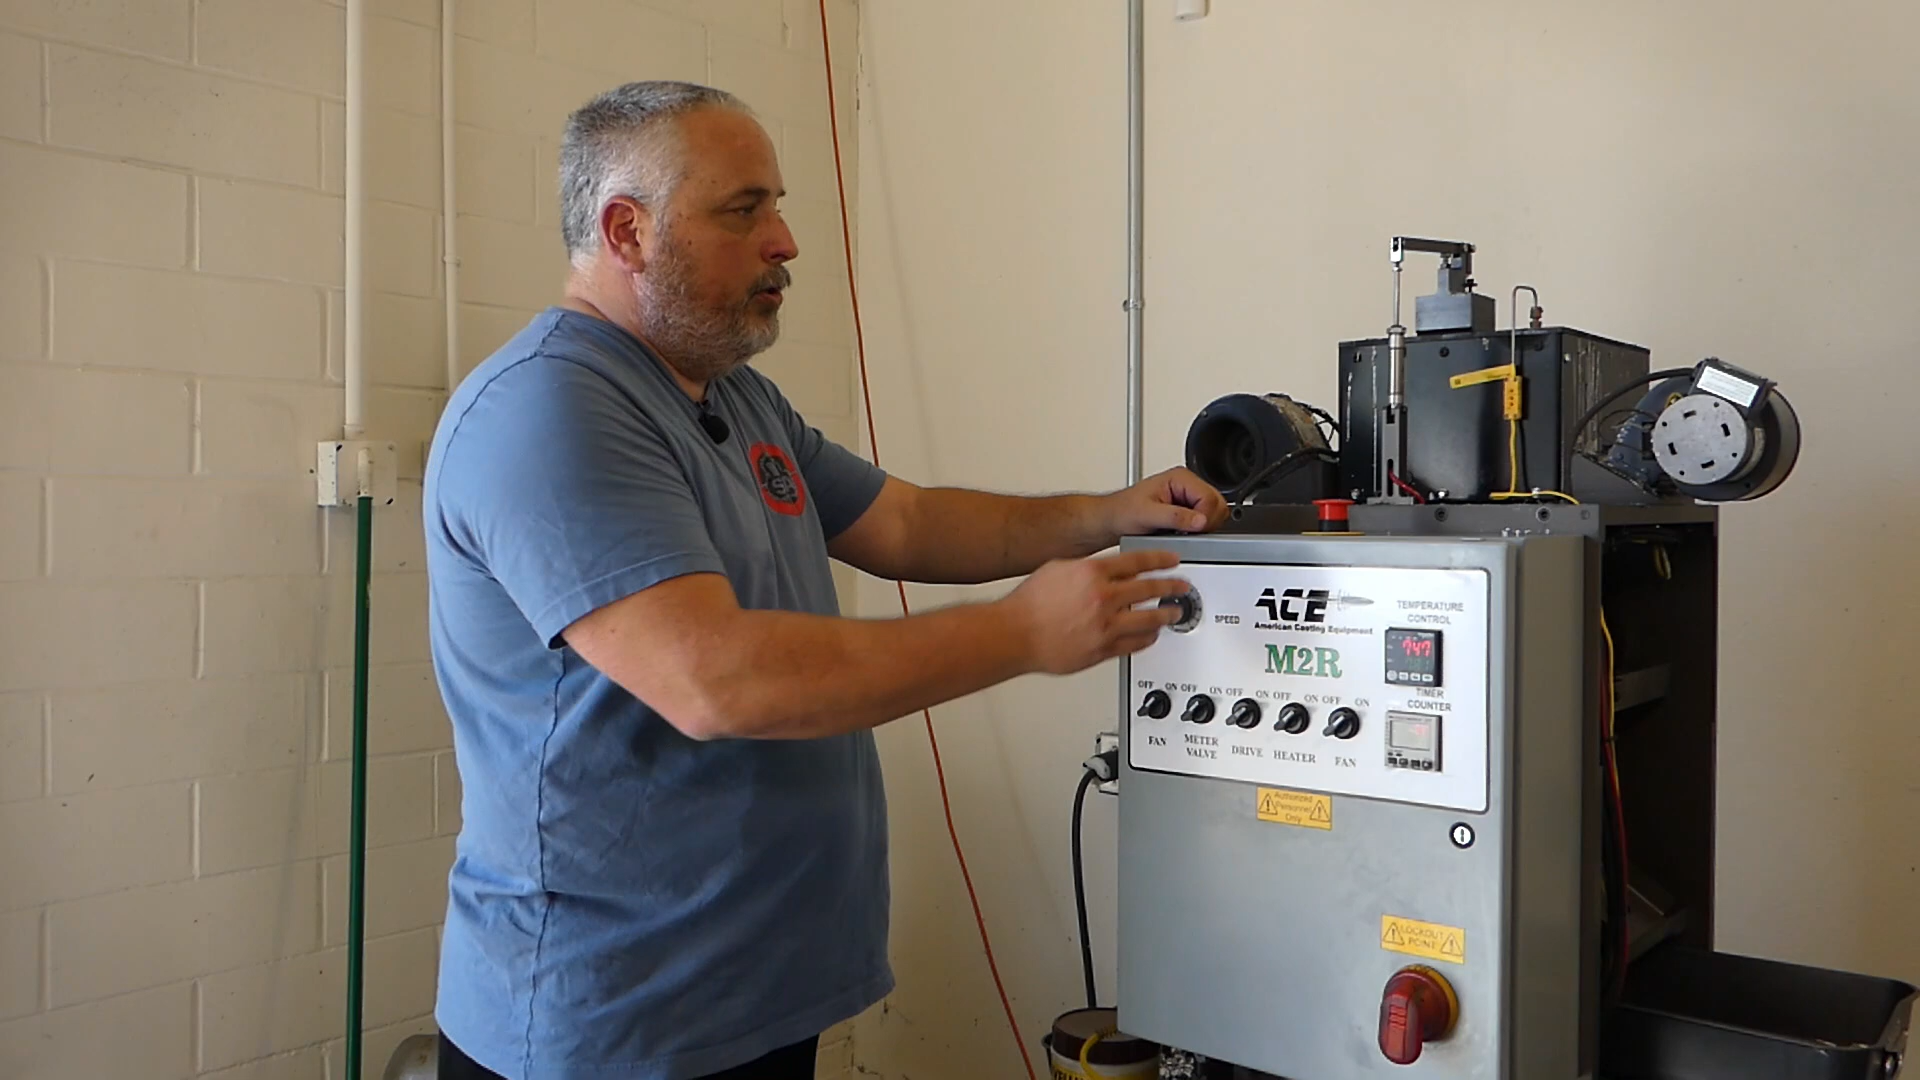 ACE
American Casting Equipment
M2R
SPEED
TEMPERATURE
CONTROL
747
TIMER
COUNTER
OFF ON OFF ON OFF ON OFF ON OFF ON
FAN
METER
VALVE
DRIVE
HEATER
FAN
Authorized
Personnel
Only
LOCKOUT
POINT